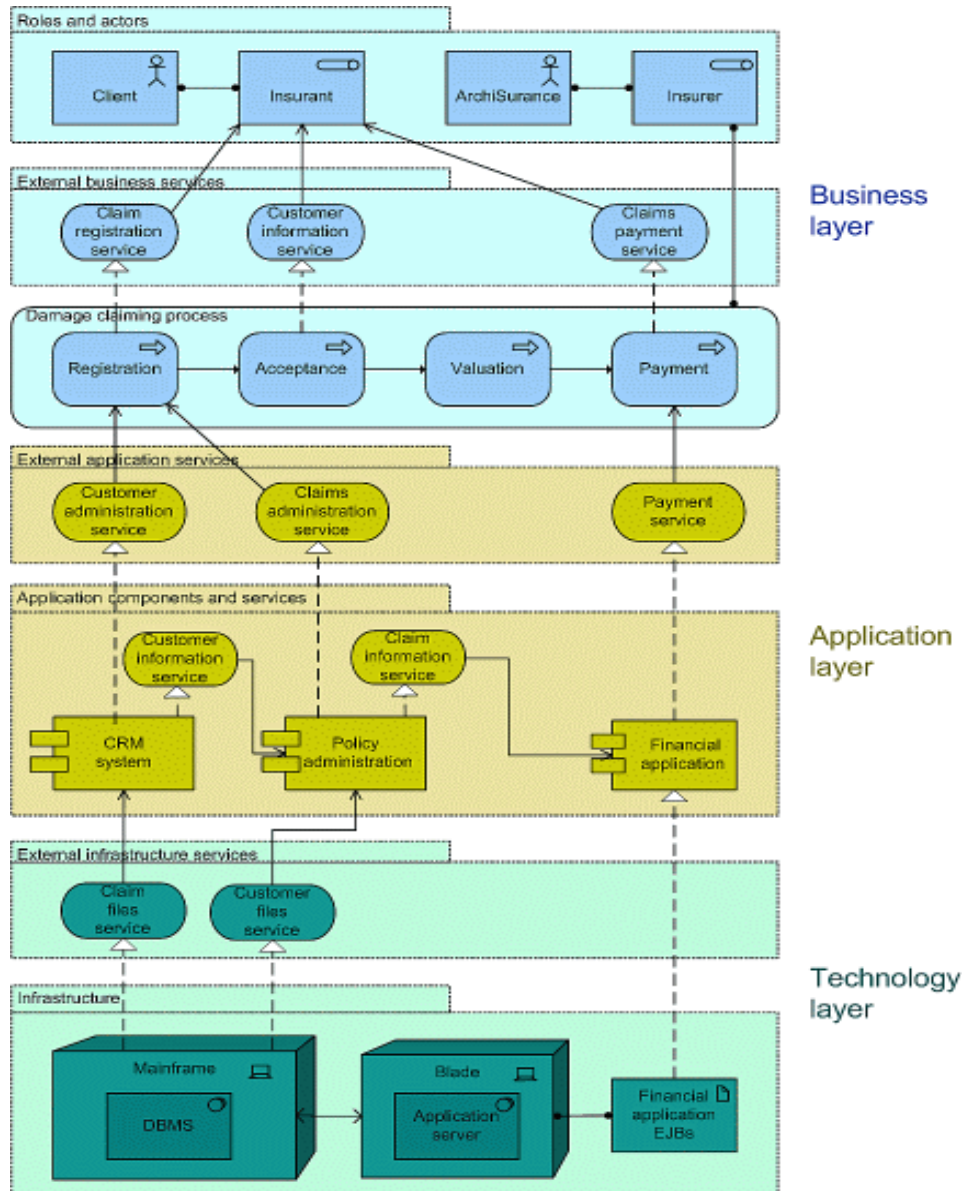 Roles and actors
Client
Insurant
ArchiSurance
Insurer
External business services
Claim
registration
service
Customer
information
service
Claims
payment
service
Business
layer
Damage claiming process
Registration
Acceptance
Valuation
Payment
External application services
Customer
administration
service
Claims
administration
service
Payment
service
Application components and services
Customer
information
service
Claim
information
service
Application
layer
CRM
system
Policy
administration
Financial
application
External infrastructure services
Claim
files
service
Customer
files
service
Technology
layer
Infrastructure
Mainframe
DBMS
Blade
Application
server
Financial
application
EJBs